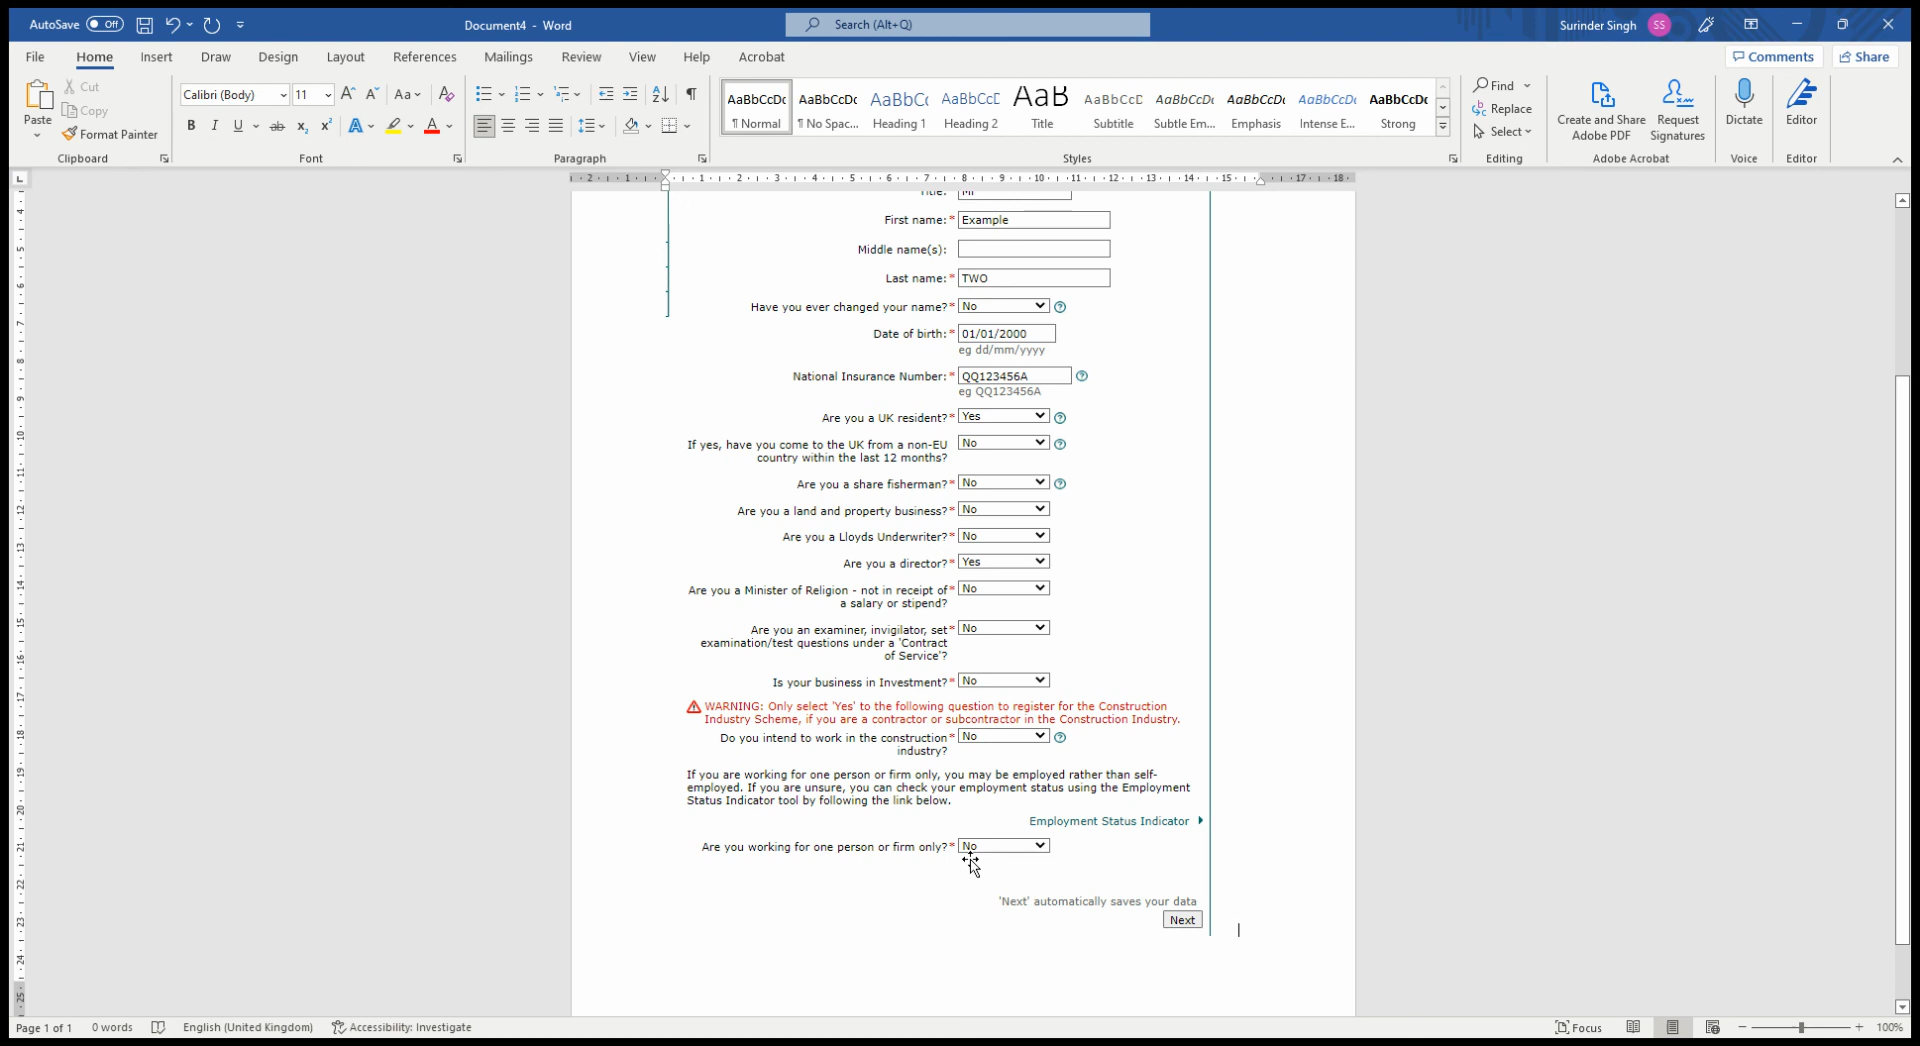 AutoSave Off Document4 - Word Search (Alt+Q) Surinder Singh SS
File Home Insert Draw Design Layout References Mailings Review View Help Acrobat Comments Share
Paste Cut Copy Format Painter
Calibri (Body) 11
AaBbCcDc AaBbCcDc AaBbCc AaBbCcE AaB AaBbCcD AaBbCcDc AaBbCcDc AaBbCcDc AaBbCcDc
¶ Normal ¶ No Spac... Heading 1 Heading 2 Title Subtitle Subtle Em... Emphasis Intense E... Strong
Find Replace Select
Create and Share Adobe PDF Request Signatures Dictate Editor
Clipboard Font Paragraph Styles Editing Adobe Acrobat Voice Editor
Title: Mr
First name:* Example
Middle name(s):
Last name:* TWO
Have you ever changed your name?* No
Date of birth:* 01/01/2000
eg dd/mm/yyyy
National Insurance Number:* QQ123456A
eg QQ123456A
Are you a UK resident?* Yes
If yes, have you come to the UK from a non-EU No
country within the last 12 months?
Are you a share fisherman?* No
Are you a land and property business?* No
Are you a Lloyds Underwriter?* No
Are you a director?* Yes
Are you a Minister of Religion - not in receipt of* No
a salary or stipend?
Are you an examiner, invigilator, set* No
examination/test questions under a 'Contract
of Service'?
Is your business in Investment?* No
WARNING: Only select 'Yes' to the following question to register for the Construction
Industry Scheme, if you are a contractor or subcontractor in the Construction Industry.
Do you intend to work in the construction* No
industry?
If you are working for one person or firm only, you may be employed rather than self-
employed. If you are unsure, you can check your employment status using the Employment
Status Indicator tool by following the link below.
Employment Status Indicator
Are you working for one person or firm only?* No
'Next' automatically saves your data
Next
Page 1 of 1 0 words English (United Kingdom) Accessibility: Investigate Focus 100%